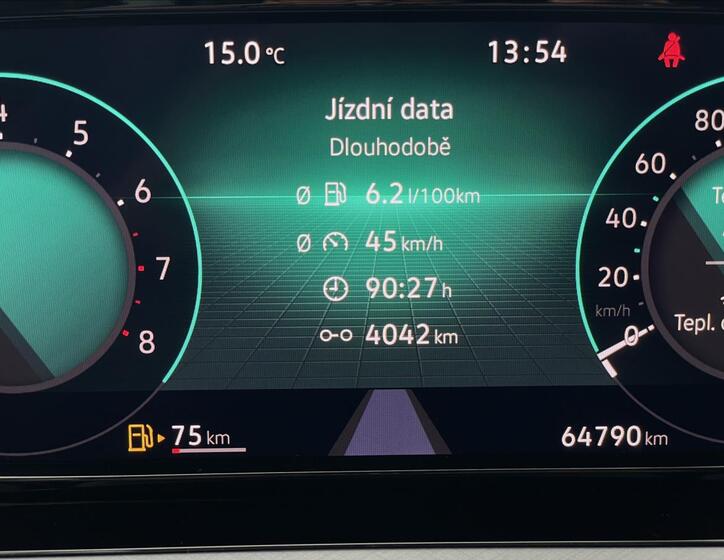 15.0 °C
13:54
Jízdní data
Dlouhodobě
Ø 6.2 l/100km
Ø 45 km/h
90:27 h
4042 km
5
6
7
8
80
60
40
20
km/h
0
Tepl.
75 km
64790 km